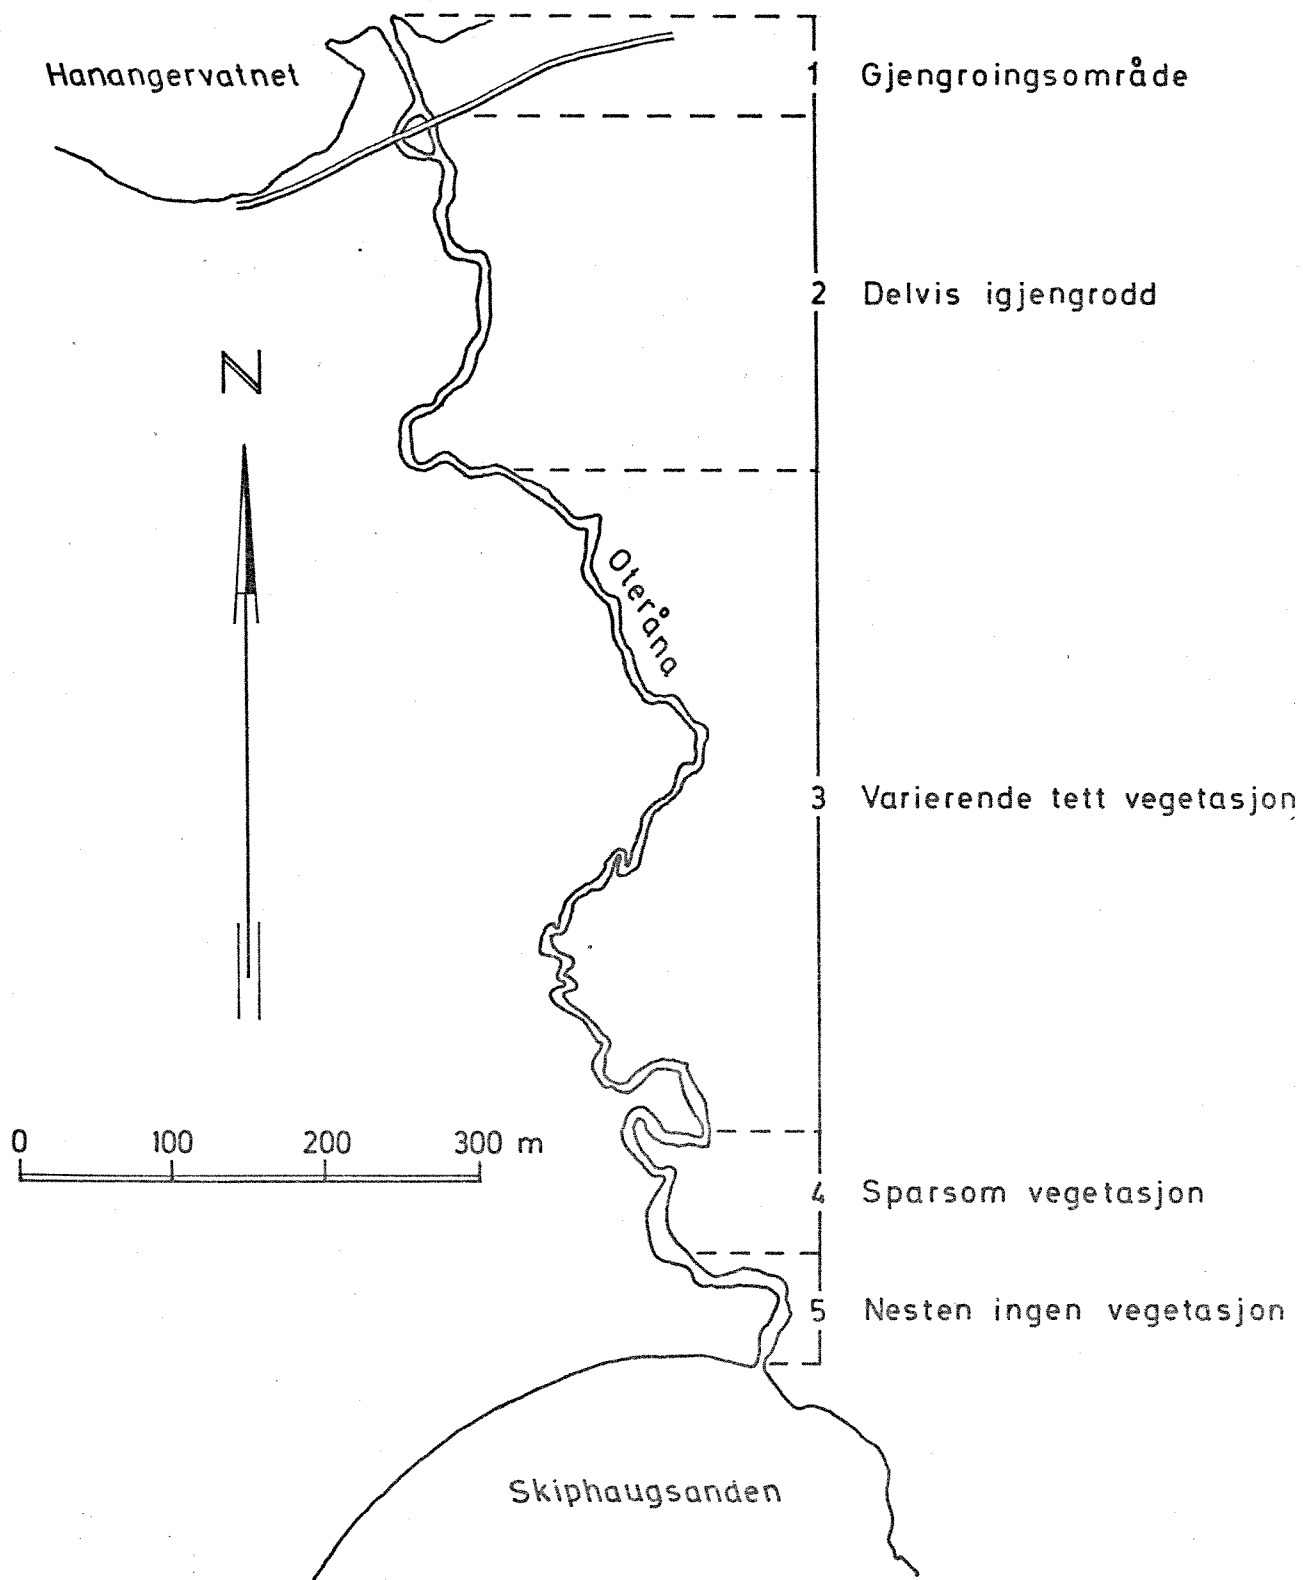 Hanangervatnet
1 Gjengroingsområde
2 Delvis igjengrodd
N
Oteråna
3 Varierende tett vegetasjon
0 100 200 300 m
4 Sparsom vegetasjon
5 Nesten ingen vegetasjon
Skiphaugsanden